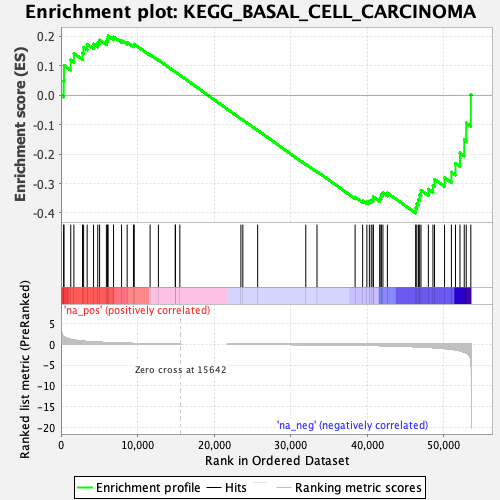 Enrichment plot: KEGG_BASAL_CELL_CARCINOMA
Enrichment score (ES)
0.2
0.1
0.0
-0.1
-0.2
-0.3
-0.4
'na_pos' (positively correlated)
Ranked list metric (PreRanked)
5
0
-5
-10
-15
-20
Zero cross at 15642
'na_neg' (negatively correlated)
0
10,000
20,000
30,000
40,000
50,000
Rank in Ordered Dataset
Enrichment profile
Hits
Ranking metric scores